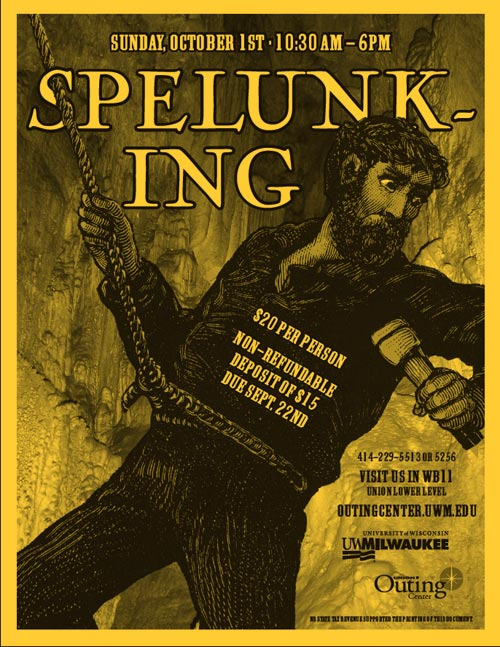 SUNDAY, OCTOBER 1ST · 10:30 AM – 6PM
SPELUNK-
ING
$20 PER PERSON
NON-REFUNDABLE
DEPOSIT OF $15
DUE SEPT. 22ND
414-229-5513 OR 5256
VISIT US IN WB11
UNION LOWER LEVEL
OUTINGCENTER.UWM.EDU
UNIVERSITY of WISCONSIN
UWMILWAUKEE
UNION
Outing
Center
NO STATE TAX REVENUE SUPPORTED THE PRINTING OF THIS DOCUMENT.